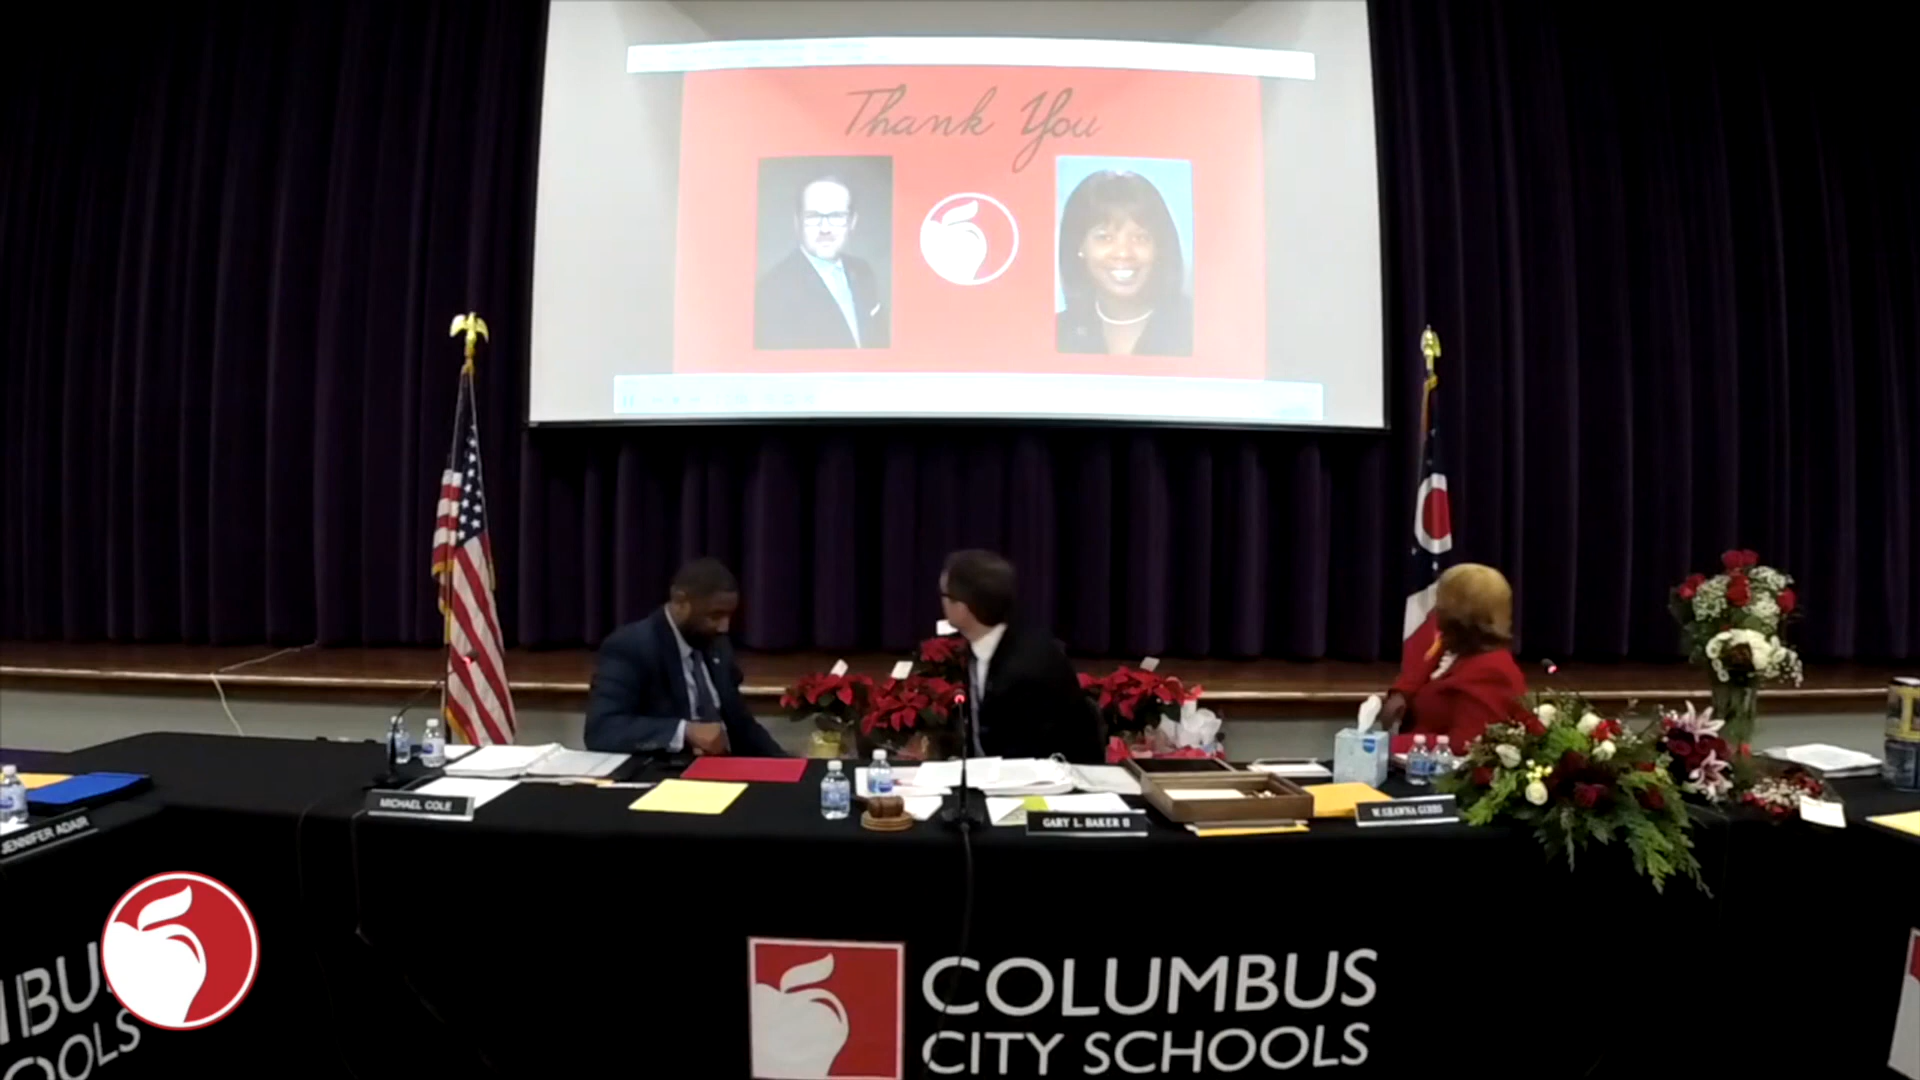 Thank You
JENNIFER ADAIR
MICHAEL COLE
GARY L. BAKER II
W. SHAWNA GIBBS
COLUMBUS
CITY SCHOOLS